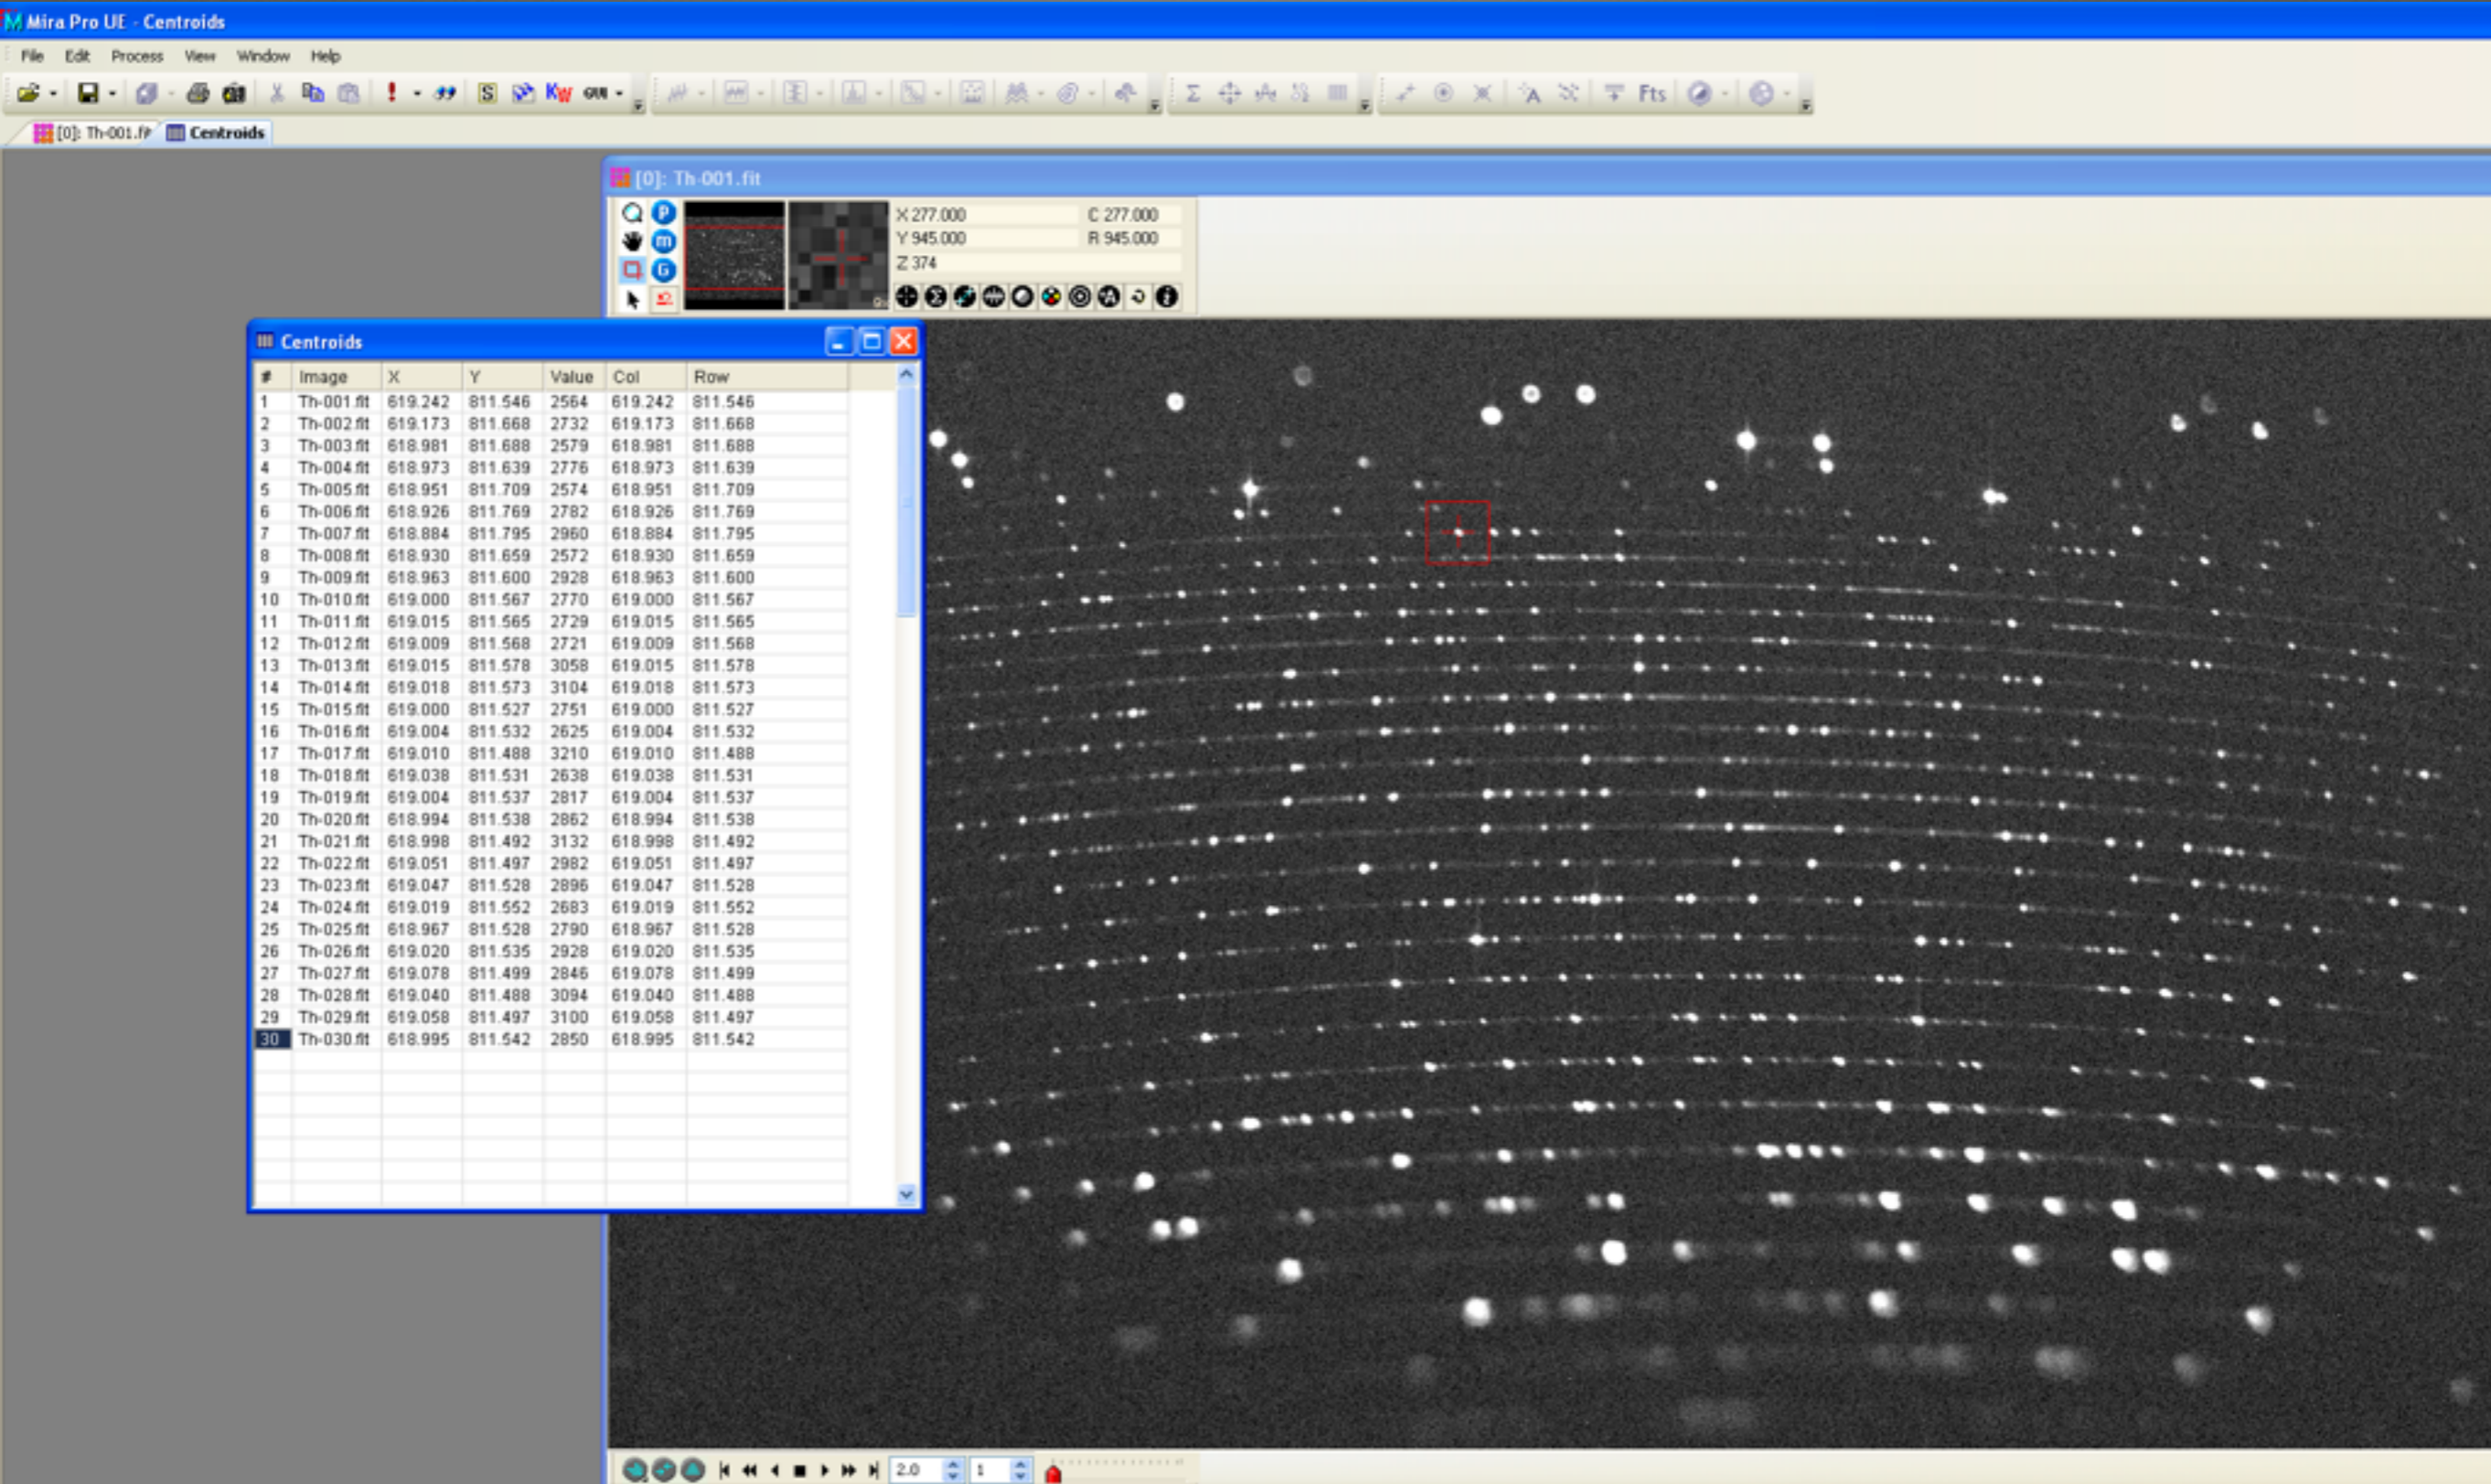 Mira Pro UE - Centroids
File Edit Process View Window Help
S KW GUI A Fts
[0]: Th-001.fit Centroids
[0]: Th-001.fit
P X 277.000 C 277.000
m Y 945.000 R 945.000
G Z 374
Centroids
# Image X Y Value Col Row
1 Th-001.fit 619.242 811.546 2564 619.242 811.546
2 Th-002.fit 619.173 811.668 2732 619.173 811.668
3 Th-003.fit 618.981 811.688 2579 618.981 811.688
4 Th-004.fit 618.973 811.639 2776 618.973 811.639
5 Th-005.fit 618.951 811.709 2574 618.951 811.709
6 Th-006.fit 618.926 811.769 2782 618.926 811.769
7 Th-007.fit 618.884 811.795 2960 618.884 811.795
8 Th-008.fit 618.930 811.659 2572 618.930 811.659
9 Th-009.fit 618.963 811.600 2928 618.963 811.600
10 Th-010.fit 619.000 811.567 2770 619.000 811.567
11 Th-011.fit 619.015 811.565 2729 619.015 811.565
12 Th-012.fit 619.009 811.568 2721 619.009 811.568
13 Th-013.fit 619.015 811.578 3058 619.015 811.578
14 Th-014.fit 619.018 811.573 3104 619.018 811.573
15 Th-015.fit 619.000 811.527 2751 619.000 811.527
16 Th-016.fit 619.004 811.532 2625 619.004 811.532
17 Th-017.fit 619.010 811.488 3210 619.010 811.488
18 Th-018.fit 619.038 811.531 2638 619.038 811.531
19 Th-019.fit 619.004 811.537 2817 619.004 811.537
20 Th-020.fit 618.994 811.538 2862 618.994 811.538
21 Th-021.fit 618.998 811.492 3132 618.998 811.492
22 Th-022.fit 619.051 811.497 2982 619.051 811.497
23 Th-023.fit 619.047 811.528 2896 619.047 811.528
24 Th-024.fit 619.019 811.552 2683 619.019 811.552
25 Th-025.fit 618.967 811.528 2790 618.967 811.528
26 Th-026.fit 619.020 811.535 2928 619.020 811.535
27 Th-027.fit 619.078 811.499 2846 619.078 811.499
28 Th-028.fit 619.040 811.488 3094 619.040 811.488
29 Th-029.fit 619.058 811.497 3100 619.058 811.497
30 Th-030.fit 618.995 811.542 2850 618.995 811.542
2.0 1